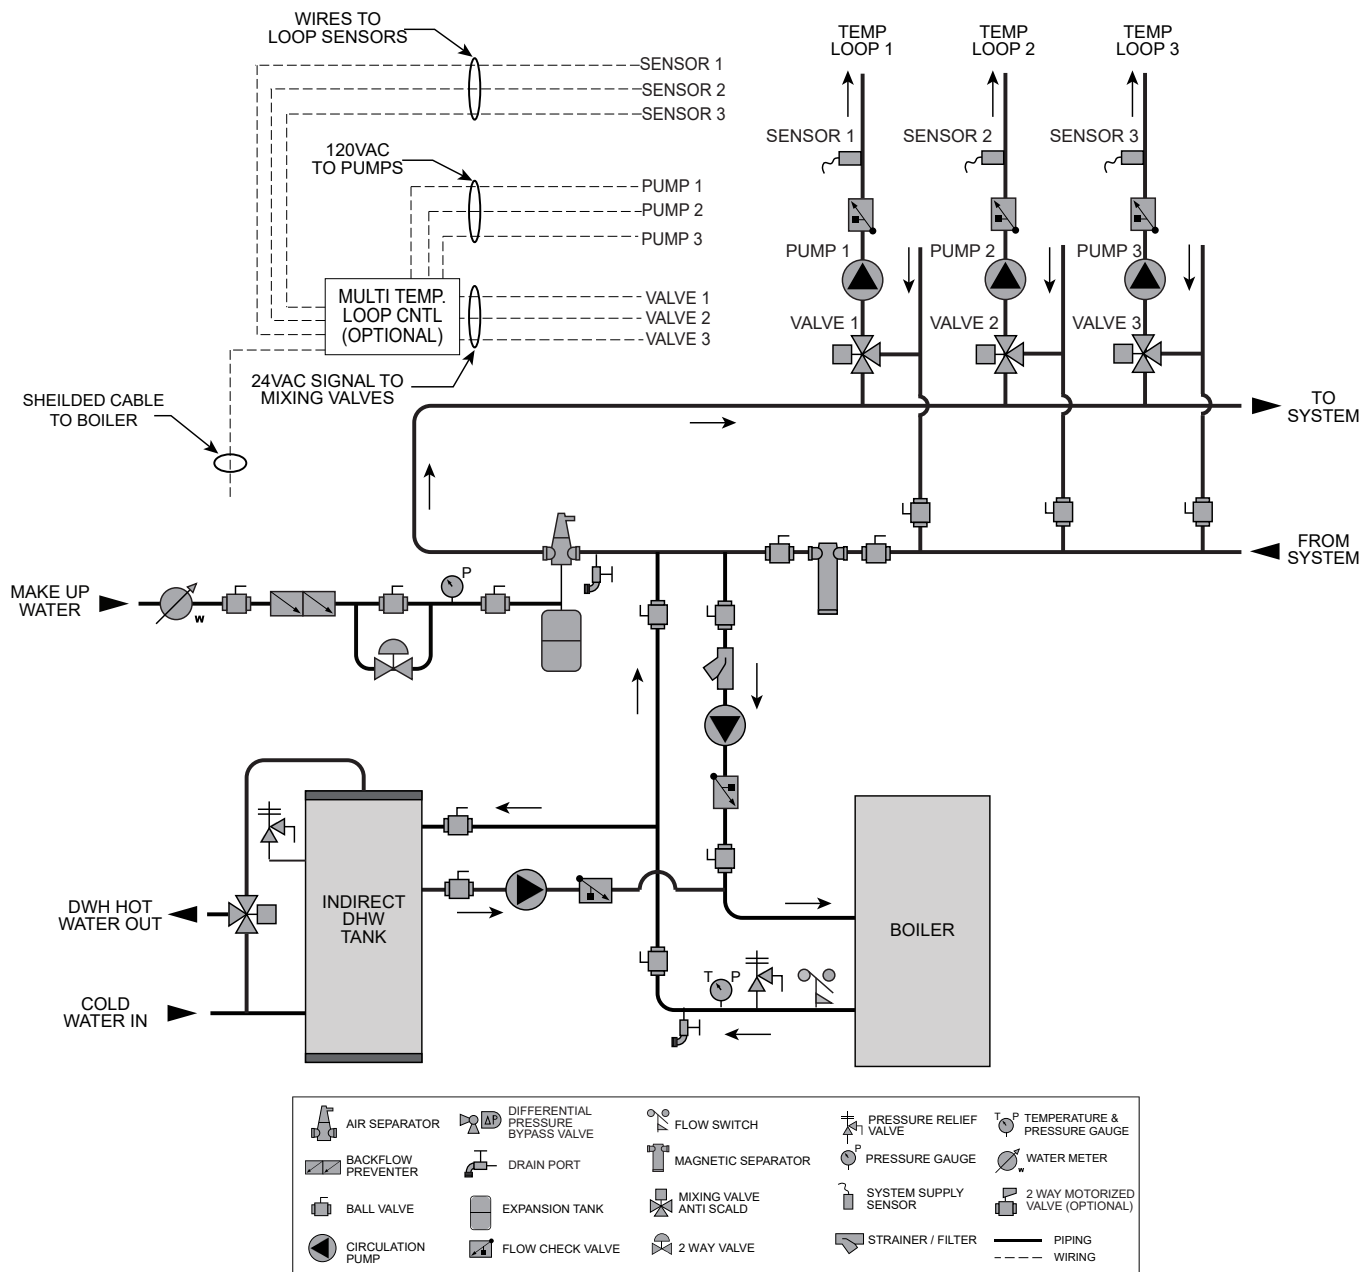 WIRES TO
LOOP SENSORS
SENSOR 1
SENSOR 2
SENSOR 3
120VAC
TO PUMPS
PUMP 1
PUMP 2
PUMP 3
MULTI TEMP.
LOOP CNTL
(OPTIONAL)
VALVE 1
VALVE 2
VALVE 3
24VAC SIGNAL TO
MIXING VALVES
SHEILDED CABLE
TO BOILER
TEMP
LOOP 1
TEMP
LOOP 2
TEMP
LOOP 3
SENSOR 1
SENSOR 2
SENSOR 3
PUMP 1
PUMP 2
PUMP 3
VALVE 1
VALVE 2
VALVE 3
TO
SYSTEM
FROM
SYSTEM
MAKE UP
WATER
W
P
INDIRECT
DHW
TANK
DWH HOT
WATER OUT
COLD
WATER IN
BOILER
T P
AIR SEPARATOR
BACKFLOW
PREVENTER
BALL VALVE
CIRCULATION
PUMP
ΔP
DIFFERENTIAL
PRESSURE
BYPASS VALVE
DRAIN PORT
EXPANSION TANK
FLOW CHECK VALVE
FLOW SWITCH
MAGNETIC SEPARATOR
MIXING VALVE
ANTI SCALD
2 WAY VALVE
PRESSURE RELIEF
VALVE
P
PRESSURE GAUGE
SYSTEM SUPPLY
SENSOR
STRAINER / FILTER
T P
TEMPERATURE &
PRESSURE GAUGE
W
WATER METER
2 WAY MOTORIZED
VALVE (OPTIONAL)
PIPING
WIRING